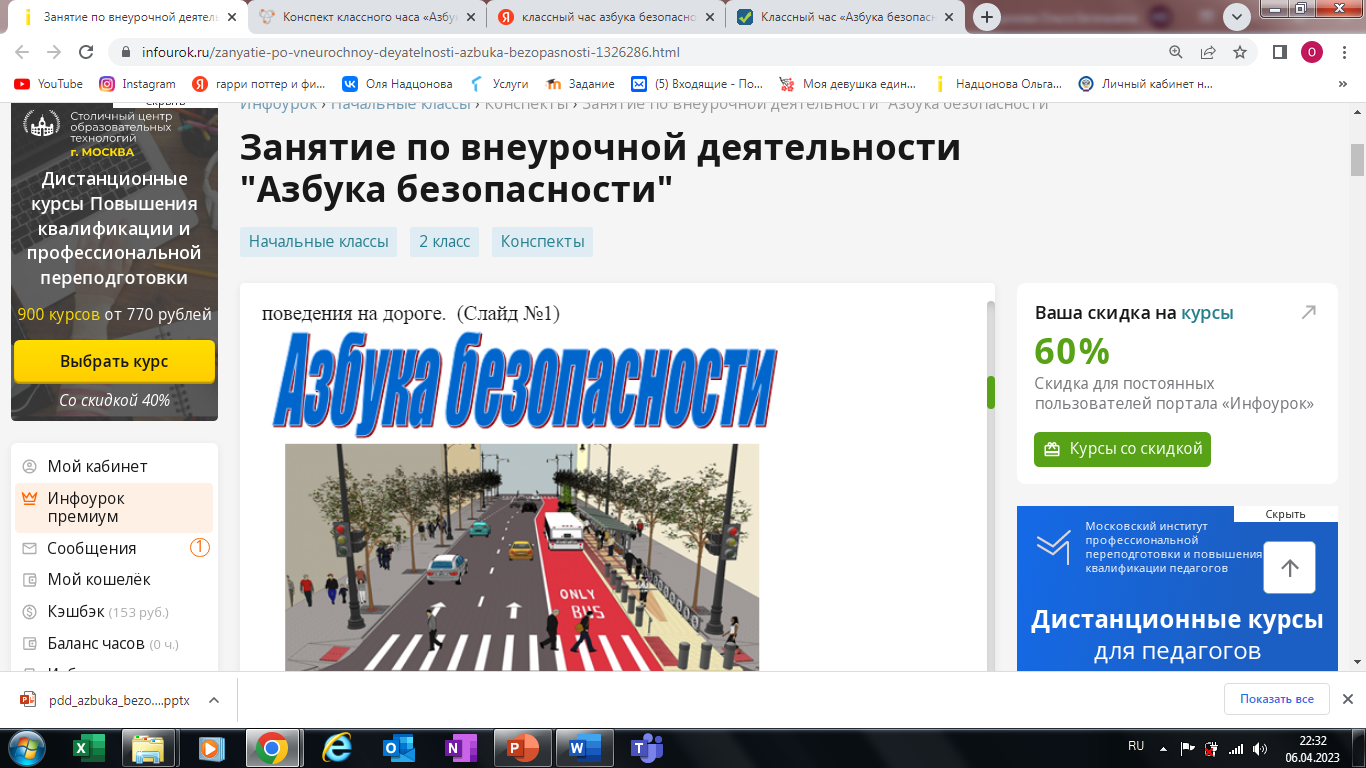 Занятие по внеурочной деятель
Конспект классного часа «Азбу
классный час азбука безопасно
Классный час «Азбука безопас
infourok.ru/zanyatie-po-vneurochnoy-deyatelnosti-azbuka-bezopasnosti-1326286.html
О
YouTube
Instagram
гарри поттер и фи...
Оля Надцонова
Услуги
Задание
(5) Входящие - По...
Моя девушка един...
Надцонова Ольга...
Личный кабинет н...
»
Скрыть
Инфоурок › Начальные классы › Конспекты › Занятие по внеурочной деятельности "Азбука безопасности"
Столичный центр
образовательных
технологий
г. МОСКВА
Дистанционные
курсы Повышения
квалификации и
профессиональной
переподготовки
900 курсов от 770 рублей
Выбрать курс
Со скидкой 40%
Мой кабинет
Инфоурок
премиум
Сообщения
1
Мой кошелёк
Кэшбэк (153 руб.)
Баланс часов (0 ч.)
Занятие по внеурочной деятельности
"Азбука безопасности"
Начальные классы
2 класс
Конспекты
поведения на дороге.  (Слайд №1)
Азбука безопасности
ONLY
BUS
Ваша скидка на курсы
60%
Скидка для постоянных
пользователей портала «Инфоурок»
Курсы со скидкой
Скрыть
Московский институт
профессиональной
переподготовки и повышения
квалификации педагогов
Дистанционные курсы
для педагогов
pdd_azbuka_bezo....pptx
Показать все
RU
22:32
06.04.2023